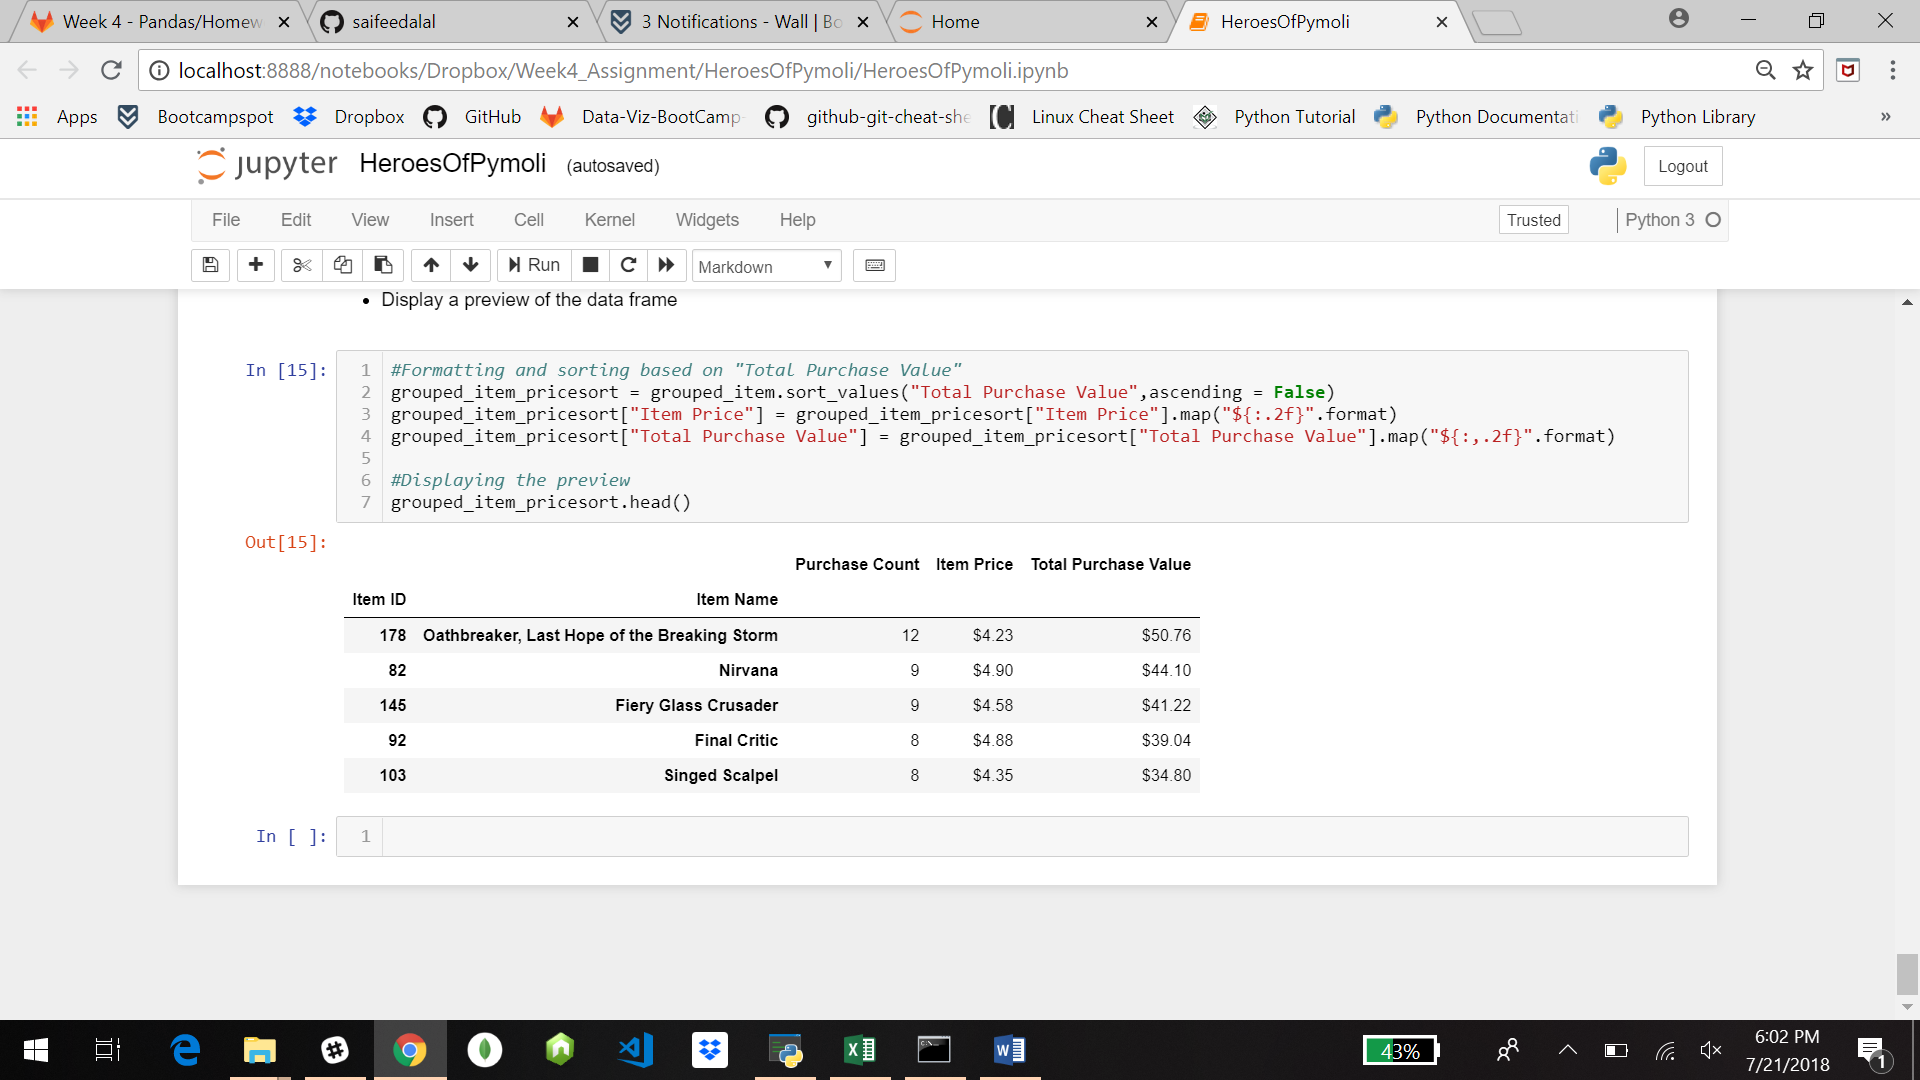 Week 4 - Pandas/Homew
saifeedalal
3 Notifications - Wall | Bo
Home
HeroesOfPymoli
localhost:8888/notebooks/Dropbox/Week4_Assignment/HeroesOfPymoli/HeroesOfPymoli.ipynb
Apps Bootcampspot Dropbox GitHub Data-Viz-BootCamp- github-git-cheat-she Linux Cheat Sheet Python Tutorial Python Documentati Python Library »
jupyter HeroesOfPymoli (autosaved) Logout
File Edit View Insert Cell Kernel Widgets Help Trusted Python 3
Run Markdown
• Display a preview of the data frame
In [15]:
1 #Formatting and sorting based on "Total Purchase Value"
2 grouped_item_pricesort = grouped_item.sort_values("Total Purchase Value",ascending = False)
3 grouped_item_pricesort["Item Price"] = grouped_item_pricesort["Item Price"].map("${:.2f}".format)
4 grouped_item_pricesort["Total Purchase Value"] = grouped_item_pricesort["Total Purchase Value"].map("${:,.2f}".format)
5
6 #Displaying the preview
7 grouped_item_pricesort.head()
Out[15]:
Purchase Count Item Price Total Purchase Value
Item ID Item Name
178 Oathbreaker, Last Hope of the Breaking Storm 12 $4.23 $50.76
82 Nirvana 9 $4.90 $44.10
145 Fiery Glass Crusader 9 $4.58 $41.22
92 Final Critic 8 $4.88 $39.04
103 Singed Scalpel 8 $4.35 $34.80
In [ ]: 1
43%
6:02 PM
7/21/2018
1